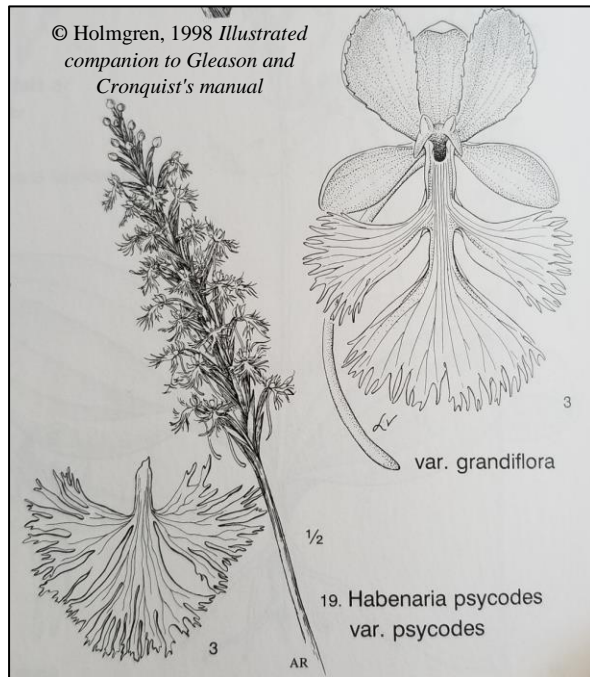 © Holmgren, 1998 Illustrated
companion to Gleason and
Cronquist's manual
3
var. grandiflora
½
19. Habenaria psycodes
var. psycodes
3
AR